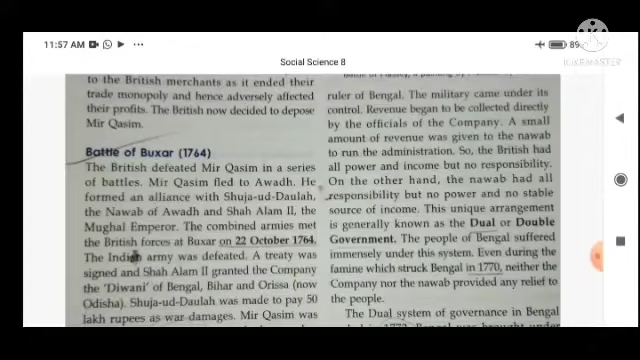 11:57 AM
89
KINEMASTER
Social Science 8
to the British merchants as it ended their
trade monopoly and hence adversely affected
their profits. The British now decided to depose
Mir Qasim.
Battle of Buxar (1764)
The British defeated Mir Qasim in a series
of battles. Mir Qasim fled to Awadh. He
formed an alliance with Shuja-ud-Daulah,
the Nawab of Awadh and Shah Alam II, the
Mughal Emperor. The combined armies met
the British forces at Buxar on 22 October 1764.
The Indian army was defeated. A treaty was
signed and Shah Alam II granted the Company
the 'Diwani' of Bengal, Bihar and Orissa (now
Odisha). Shuja-ud-Daulah was made to pay 50
lakh rupees as war damages. Mir Qasim was
ruler of Bengal. The military came under its
control. Revenue began to be collected directly
by the officials of the Company. A small
amount of revenue was given to the nawab
to run the administration. So, the British had
all power and income but no responsibility.
On the other hand, the nawab had all
responsibility but no power and no stable
source of income. This unique arrangement
is generally known as the Dual or Double
Government. The people of Bengal suffered
immensely under this system. Even during the
famine which struck Bengal in 1770, neither the
Company nor the nawab provided any relief to
the people.
The Dual system of governance in Bengal
in 1772. Bengal was brought under